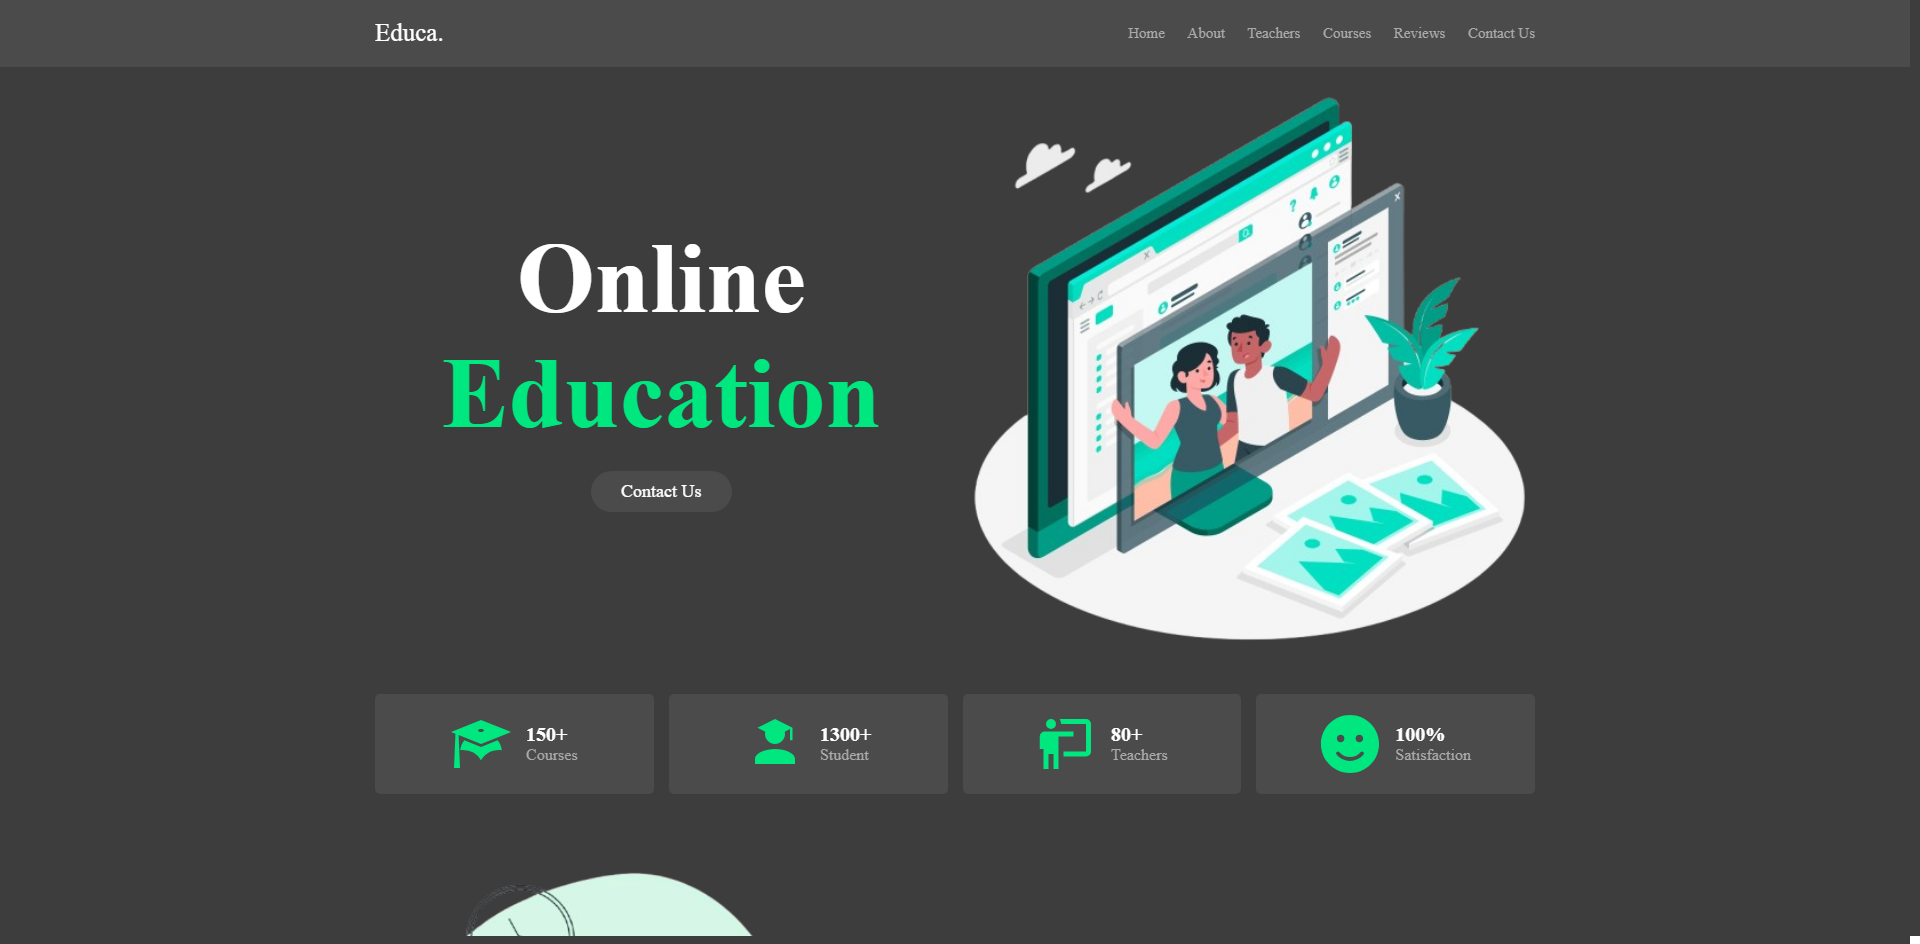 Educa.
Home About Teachers Courses Reviews Contact Us
Online
Education
Contact Us
150+
Courses
1300+
Student
80+
Teachers
100%
Satisfaction